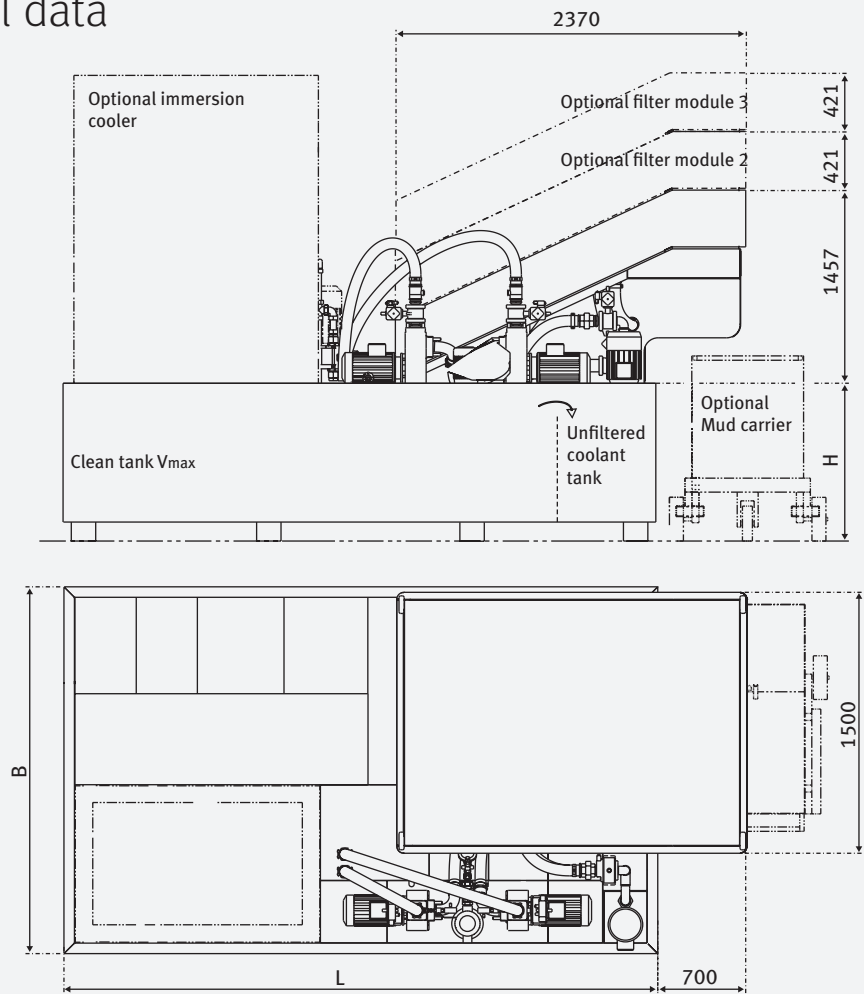 l data
2370
Optional immersion
cooler
Optional filter module 3
421
Optional filter module 2
421
1457
Optional
Mud carrier
Unfiltered
coolant
tank
Clean tank Vmax
H
B
1500
L
700